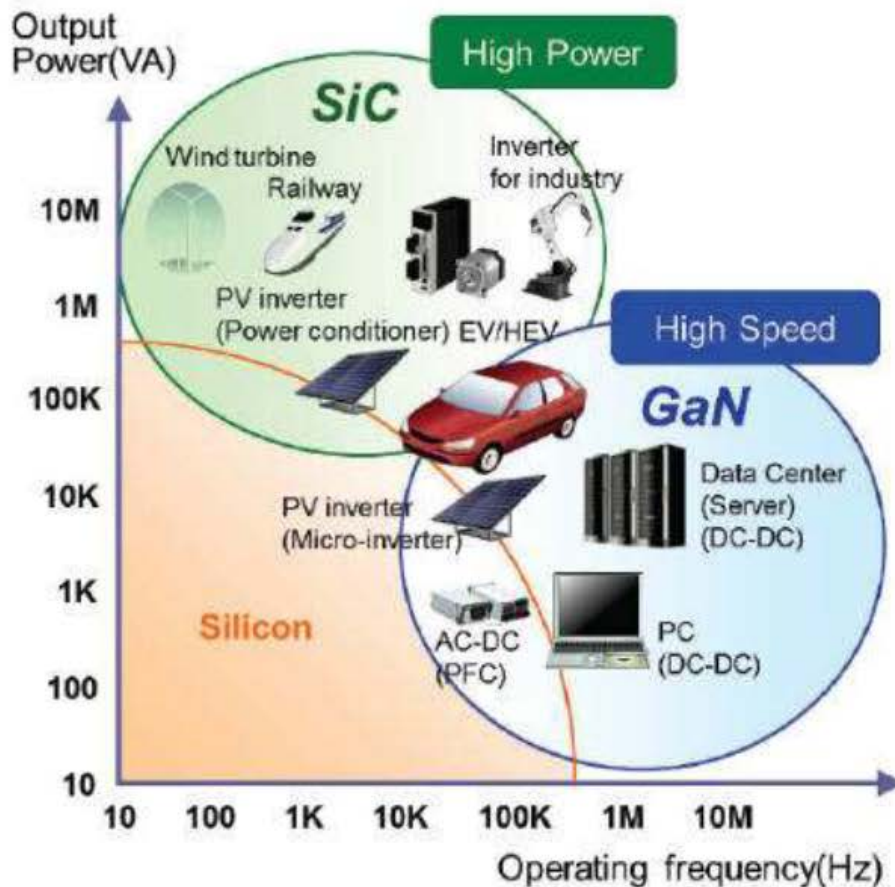 Output
Power(VA)
High Power
SiC
Wind turbine
Railway
Inverter
for industry
10M
1M
PV inverter
(Power conditioner) EV/HEV
High Speed
100K
GaN
10K
PV inverter
(Micro-inverter)
Data Center
(Server)
(DC-DC)
1K
Silicon
AC-DC
(PFC)
PC
(DC-DC)
100
10
10 100 1K 10K 100K 1M 10M
Operating frequency(Hz)